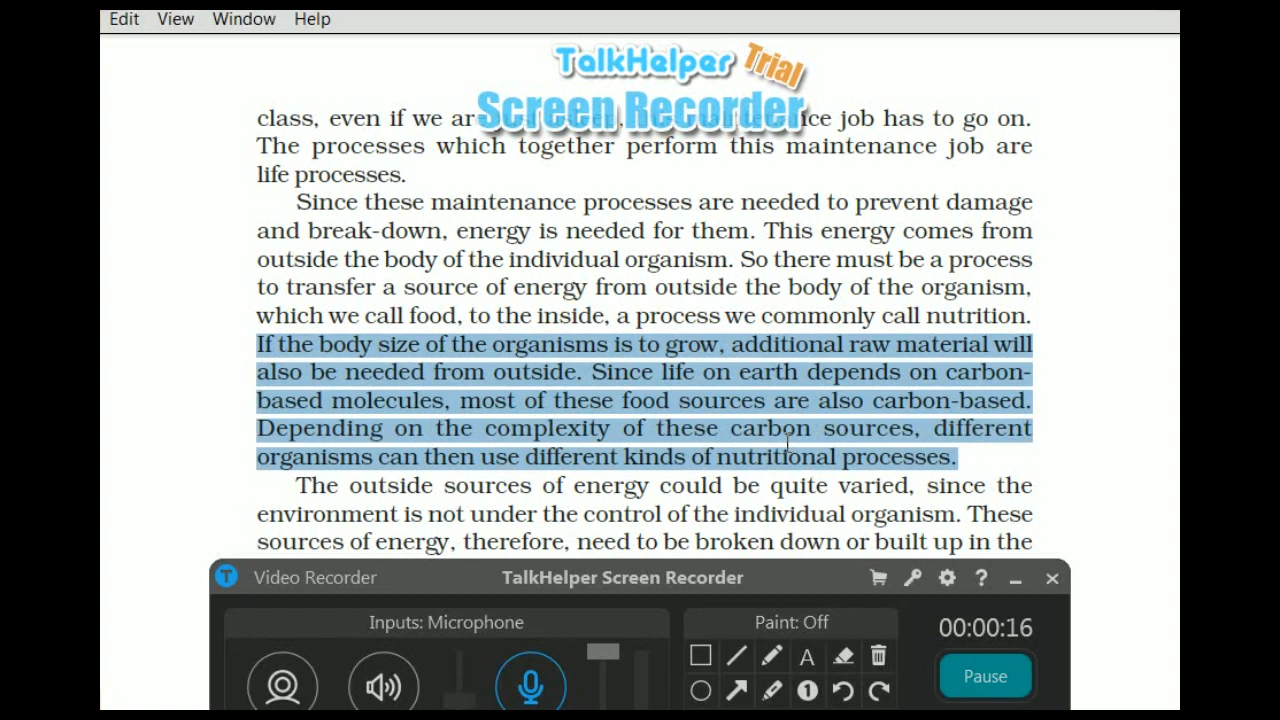 Edit View Window Help
TalkHelper Trial
Screen Recorder
class, even if we are ce job has to go on.
The processes which together perform this maintenance job are
life processes.
Since these maintenance processes are needed to prevent damage
and break-down, energy is needed for them. This energy comes from
outside the body of the individual organism. So there must be a process
to transfer a source of energy from outside the body of the organism,
which we call food, to the inside, a process we commonly call nutrition.
If the body size of the organisms is to grow, additional raw material will
also be needed from outside. Since life on earth depends on carbon-
based molecules, most of these food sources are also carbon-based.
Depending on the complexity of these carbon sources, different
organisms can then use different kinds of nutritional processes.
The outside sources of energy could be quite varied, since the
environment is not under the control of the individual organism. These
sources of energy, therefore, need to be broken down or built up in the
T Video Recorder TalkHelper Screen Recorder ?
Inputs: Microphone Paint: Off 00:00:16
A
Pause
1